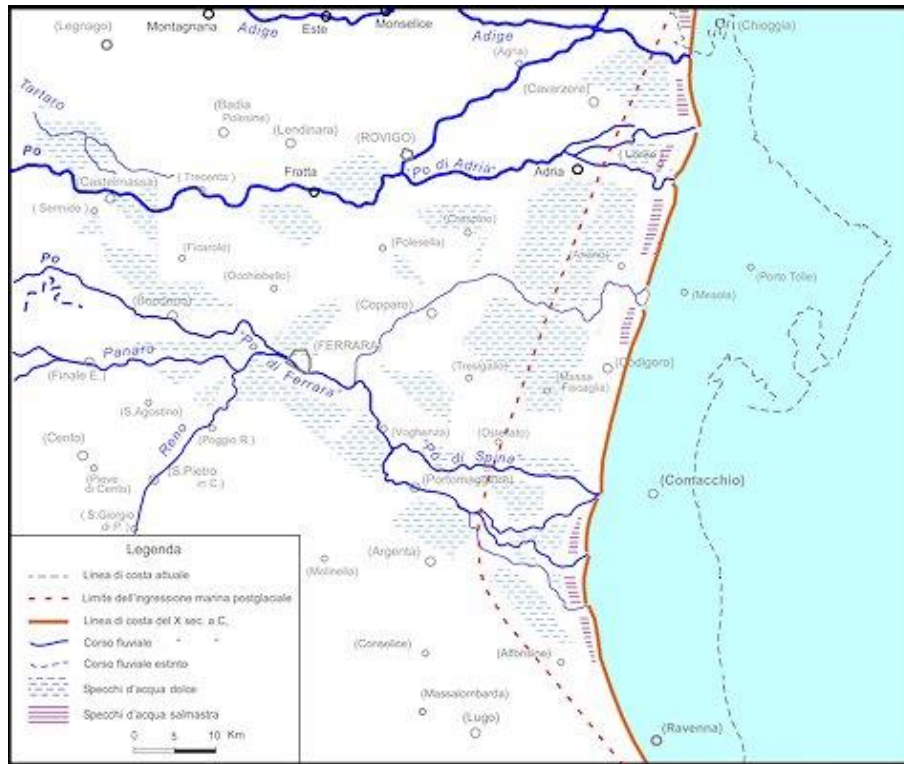 (Legnago)
Montagnana
Este
Monselice
Adige
Adige
(Chioggia)
(Agna)
(Cavarzere)
Tartaro
(Badia
Polesine)
(Lendinara)
(ROVIGO)
Po
"Po di Adria"
Adria
Fratta
(Castelmassa)
(Trecenta)
(Sermide)
(Crespino)
(Polesella)
(Ficarolo)
(Occhiobello)
(Ariano)
(Porto Tolle)
(Mesola)
Po
(Bondeno)
(Copparo)
(FERRARA)
"Po di Ferrara"
Panaro
(Finale E.)
(Tresigallo)
(Massa
Fiscaglia)
(Codigoro)
(S.Agostino)
Reno
(Poggio R.)
(Voghenza)
(Ostellato)
"Po di Spina"
(Cento)
(Pieve
di Cento)
(S.Pietro
in C.)
(Portomaggiore)
(Comacchio)
(S.Giorgio
di P.)
(Argenta)
(Molinella)
(Conselice)
(Alfonsine)
(Massalombarda)
(Lugo)
(Ravenna)
Legenda
Linea di costa attuale
Limite dell'ingressione marina postglaciale
Linea di costa del X sec. a C.
Corso fluviale
Corso fluviale estinto
Specchi d'acqua dolce
Specchi d'acqua salmastra
0 5 10 Km